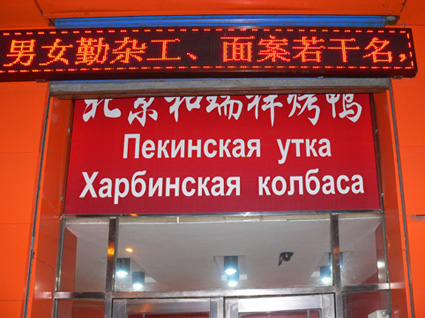 男女勤杂工、面案若干名，
北京和瑞祥烤鸭
Пекинская утка
Харбинская колбаса